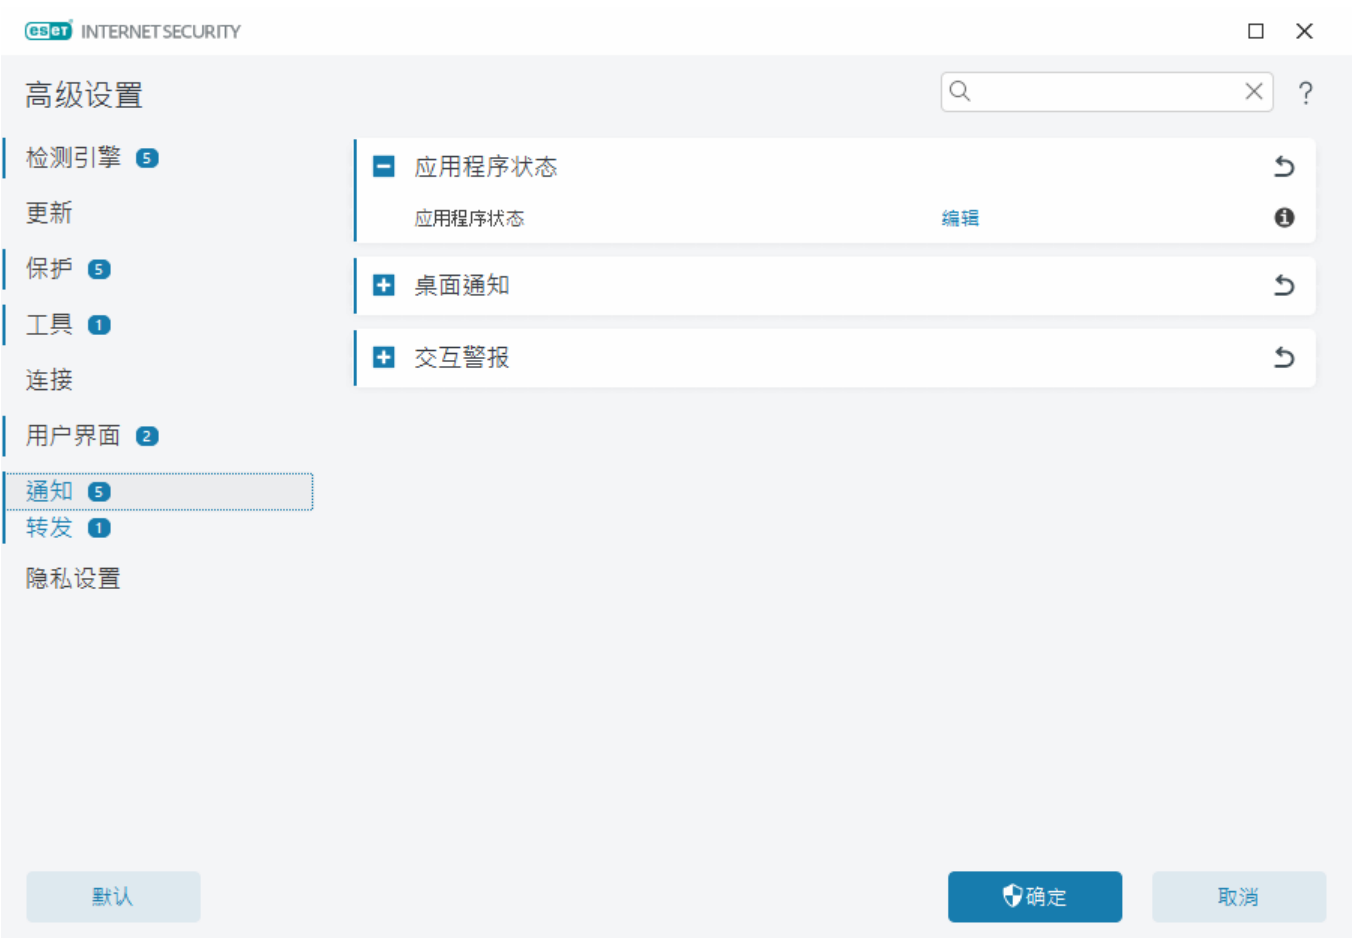 eseT INTERNET SECURITY
高级设置
?
检测引擎 5
更新
保护 5
工具 1
连接
用户界面 2
通知 5
转发 1
隐私设置
应用程序状态
应用程序状态 编辑
桌面通知
交互警报
默认
确定
取消